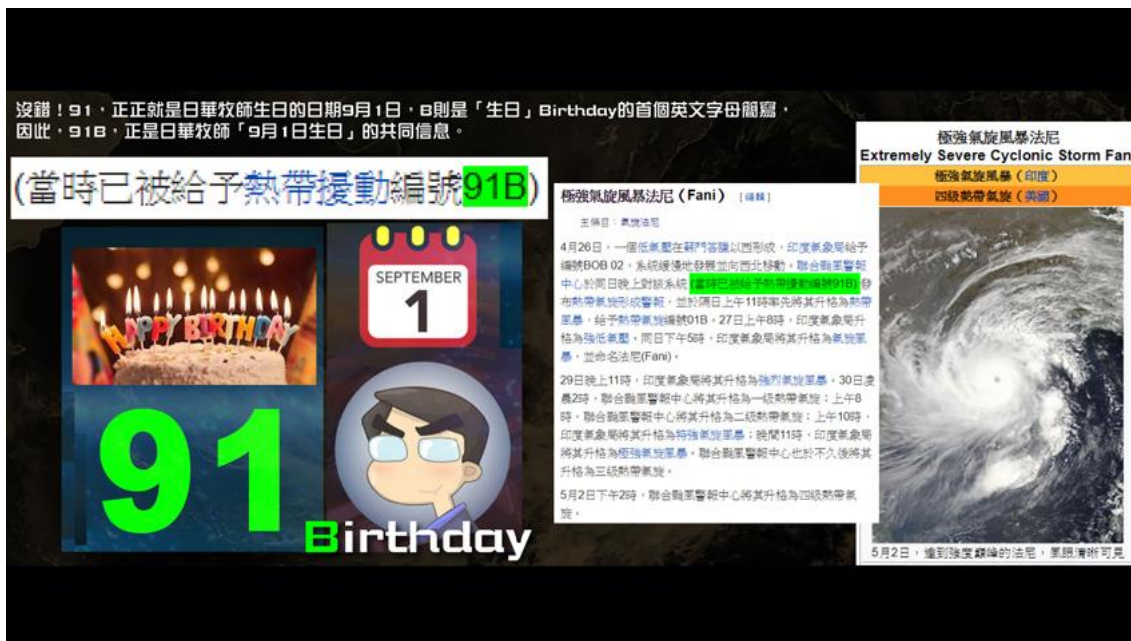 沒錯！91，正正就是日華牧師生日的日期9月1日，B則是「生日」Birthday的首個英文字母簡寫，
因此，91B，正是日華牧師「9月1日生日」的共同信息。
(當時已被給予熱帶擾動編號91B)
HAPPY BIRTHDAY
SEPTEMBER
1
91
Birthday
極強氣旋風暴法尼（Fani） [編輯]
主條目：氣旋法尼
4月26日，一個低氣壓在蘇門答臘以西形成，印度氣象局給予
編號BOB 02，系統緩慢地發展並向西北移動。聯合颱風警報
中心於同日晚上對該系統 (當時已被給予熱帶擾動編號91B) 發
布熱帶氣旋形成警報，並於隔日上午11時率先將其升格為熱帶
風暴，給予熱帶氣旋編號01B。27日上午8時，印度氣象局升
格為強低氣壓，同日下午5時，印度氣象局將其升格為氣旋風
暴，並命名法尼(Fani)。
29日晚上11時，印度氣象局將其升格為強烈氣旋風暴。30日凌
晨2時，聯合颱風警報中心將其升格為一級熱帶氣旋；上午8
時，聯合颱風警報中心將其升格為二級熱帶氣旋；上午10時，
印度氣象局將其升格為特強氣旋風暴；晚間11時，印度氣象局
將其升格為極強氣旋風暴，聯合颱風警報中心也於不久後將其
升格為三級熱帶氣旋。
5月2日下午2時，聯合颱風警報中心將其升格為四級熱帶氣
旋。
極強氣旋風暴法尼
Extremely Severe Cyclonic Storm Fani
極強氣旋風暴（印度）
四級熱帶氣旋（美國）
5月2日，達到強度巔峰的法尼，風眼清晰可見